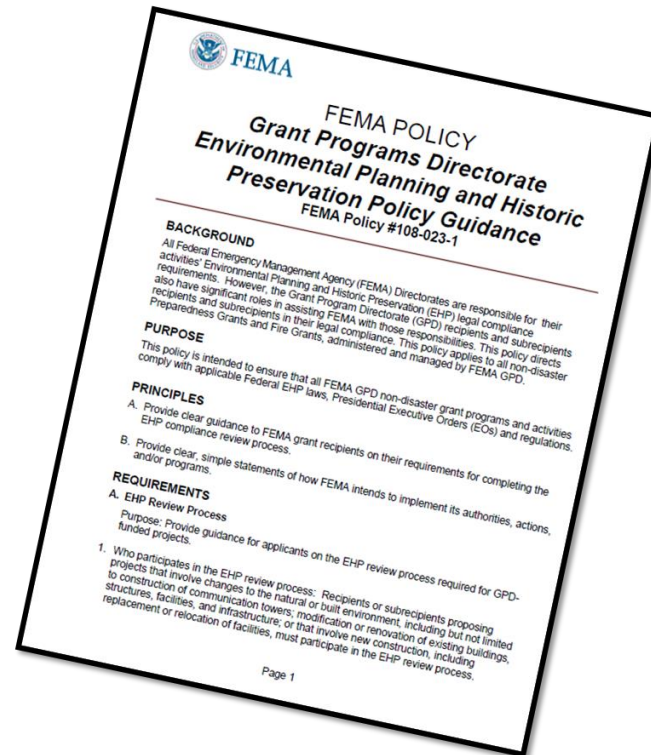 FEMA
FEMA POLICY
Grant Programs Directorate
Environmental Planning and Historic
Preservation Policy Guidance
FEMA Policy #108-023-1
BACKGROUND
All Federal Emergency Management Agency (FEMA) Directorates are responsible for their
activities' Environmental Planning and Historic Preservation (EHP) legal compliance
requirements. However, the Grant Program Directorate (GPD) recipients and subrecipients
also have significant roles in assisting FEMA with those responsibilities. This policy directs
recipients and subrecipients in their legal compliance. This policy applies to all non-disaster
Preparedness Grants and Fire Grants, administered and managed by FEMA GPD.
PURPOSE
This policy is intended to ensure that all FEMA GPD non-disaster grant programs and activities
comply with applicable Federal EHP laws, Presidential Executive Orders (EOs) and regulations.
PRINCIPLES
A. Provide clear guidance to FEMA grant recipients on their requirements for completing the
EHP compliance review process.
B. Provide clear, simple statements of how FEMA intends to implement its authorities, actions,
and/or programs.
REQUIREMENTS
A. EHP Review Process
Purpose: Provide guidance for applicants on the EHP review process required for GPD-
funded projects.
1. Who participates in the EHP review process: Recipients or subrecipients proposing
projects that involve changes to the natural or built environment, including but not limited
to construction of communication towers; modification or renovation of existing buildings,
structures, facilities, and infrastructure; or that involve new construction, including
replacement or relocation of facilities, must participate in the EHP review process.
Page 1